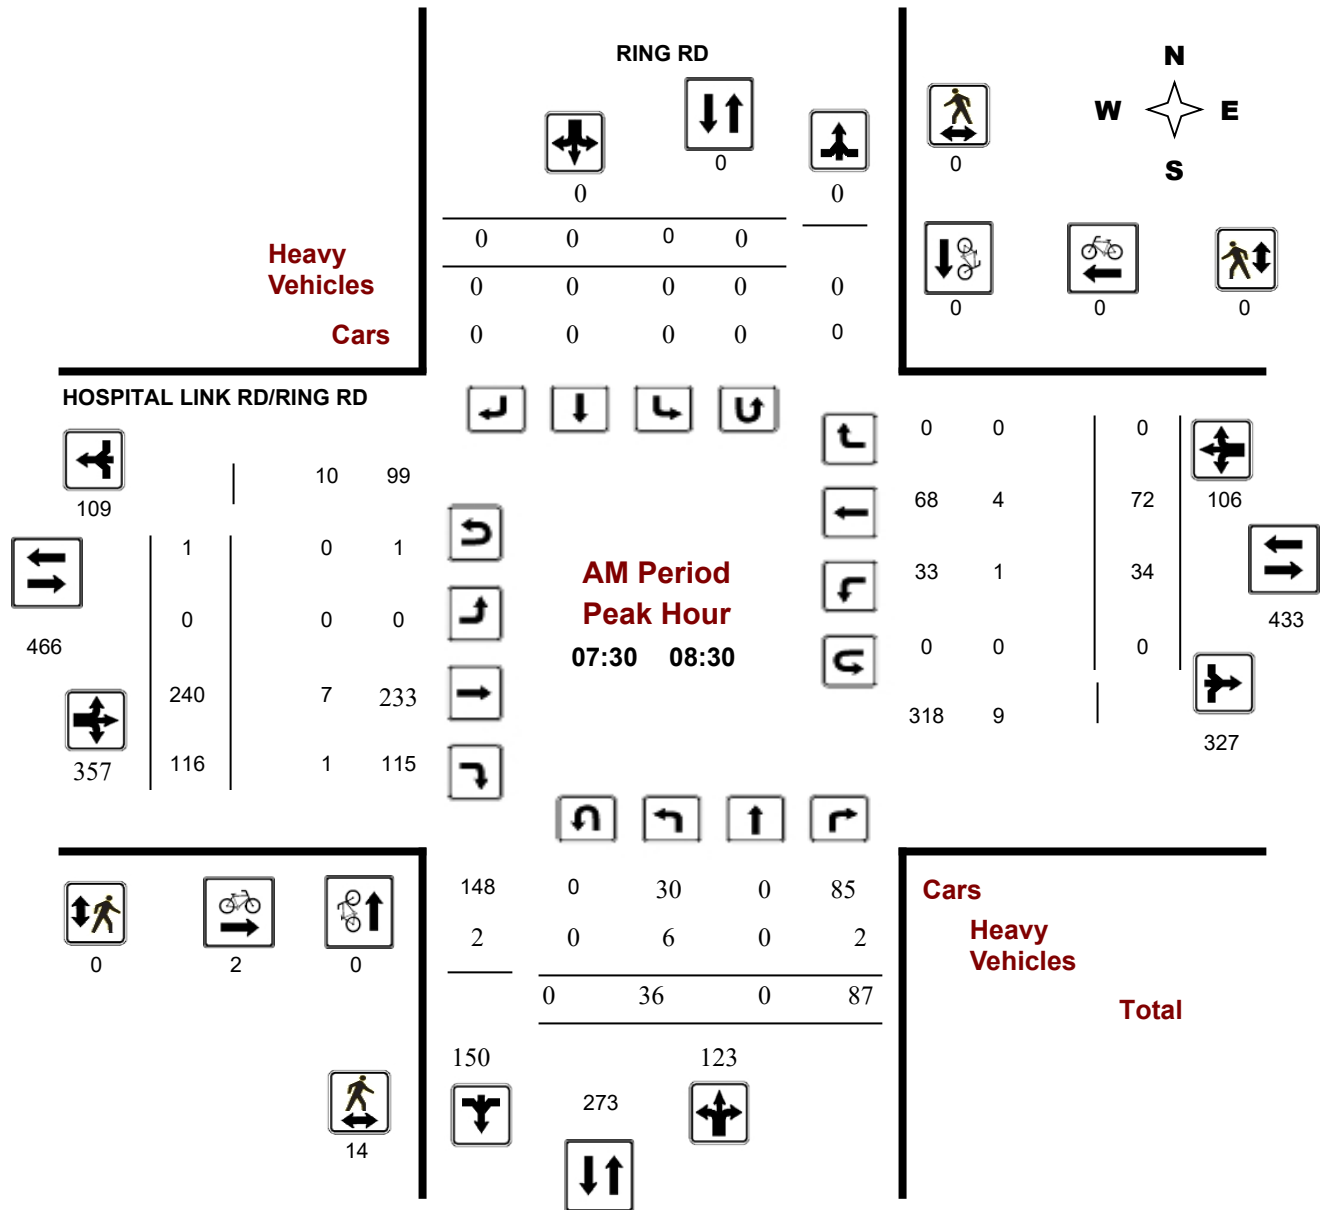 RING RD
N
W E
S
0
0
0
0 0
0 0 0 0
Heavy
Vehicles
0 0 0 0 0
0 0 0
Cars
0 0 0 0 0
HOSPITAL LINK RD/RING RD
109
10 99
1 0 1
466
0 0 0
240 7 233
357
116 1 115
AM Period
Peak Hour
07:30 08:30
0 0 0
68 4 72 106
33 1 34
433
0 0 0
318 9
327
148 0 30 0 85
2 0 6 0 2
0 36 0 87
150 123
273
0 2 0
14
Cars
Heavy
Vehicles
Total